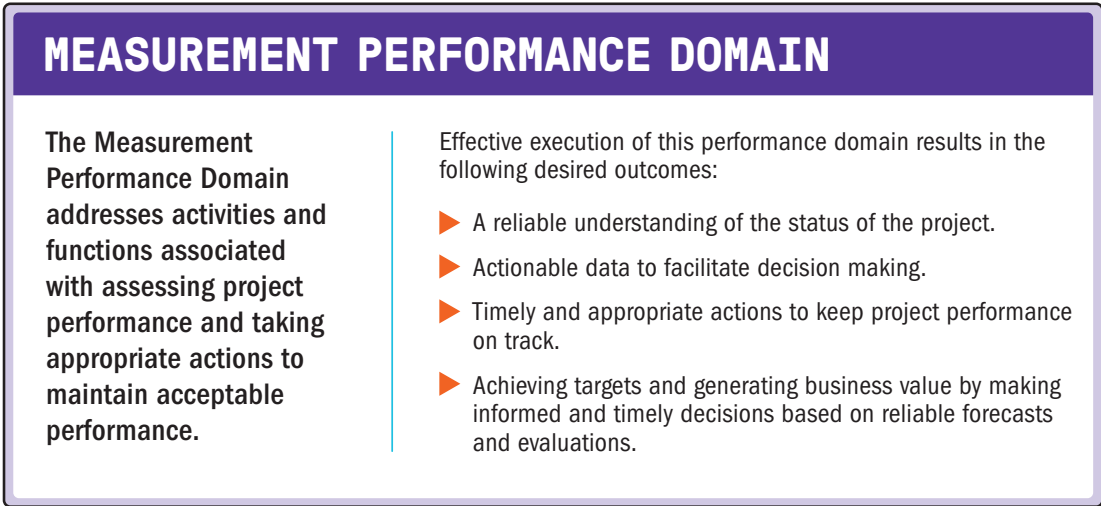 MEASUREMENT PERFORMANCE DOMAIN
The Measurement
Performance Domain
addresses activities and
functions associated
with assessing project
performance and taking
appropriate actions to
maintain acceptable
performance.
Effective execution of this performance domain results in the
following desired outcomes:
A reliable understanding of the status of the project.
Actionable data to facilitate decision making.
Timely and appropriate actions to keep project performance
on track.
Achieving targets and generating business value by making
informed and timely decisions based on reliable forecasts
and evaluations.